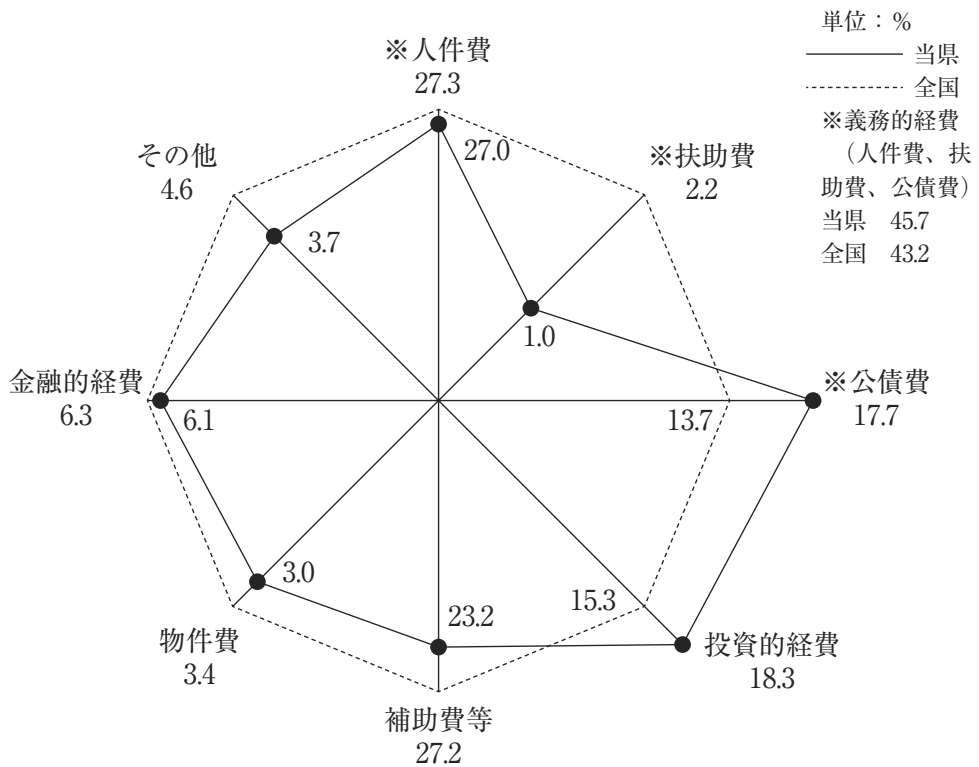 単位：%
当県
全国
※義務的経費
（人件費、扶
助費、公債費）
当県　45.7
全国　43.2
※人件費
27.3
27.0
※扶助費
2.2
1.0
※公債費
17.7
13.7
投資的経費
18.3
15.3
補助費等
27.2
23.2
物件費
3.4
3.0
金融的経費
6.3
6.1
その他
4.6
3.7